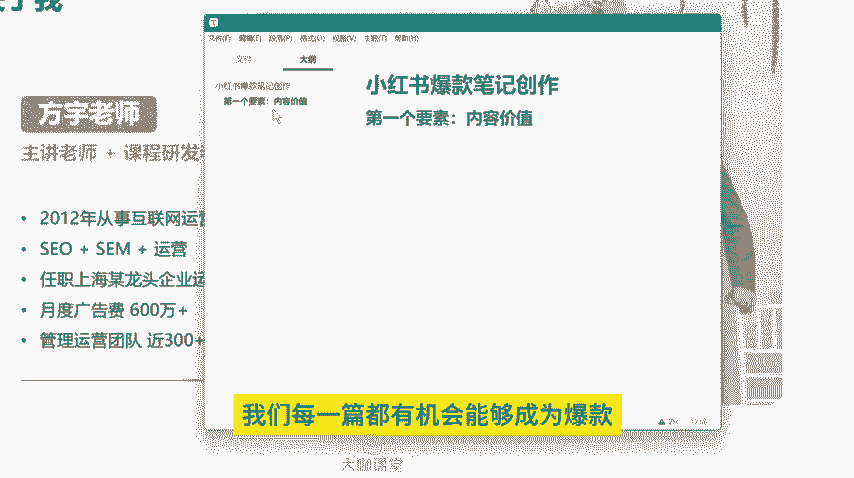 方宇老师
主讲老师 + 课程研发
• 2012年从事互联网运营
• SEO + SEM + 运营
• 任职上海某龙头企业运
• 月度广告费 600万+
• 管理运营团队 近300+
文件(F) 编辑(E) 段落(P) 格式(O) 视图(V) 主题(T) 帮助(H)
文件 大纲
小红书爆款笔记创作
第一个要素：内容价值
小红书爆款笔记创作
第一个要素：内容价值
我们每一篇都有机会能够成为爆款
大咖课堂